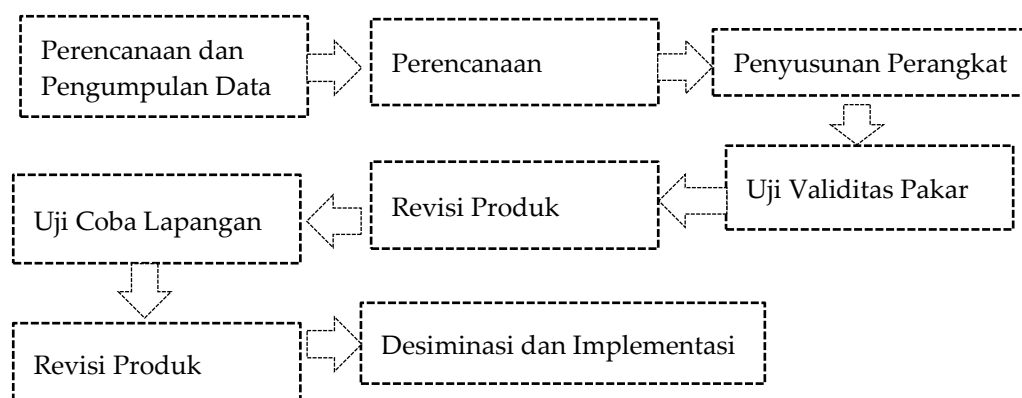 Perencanaan dan
Pengumpulan Data
Perencanaan
Penyusunan Perangkat
Uji Validitas Pakar
Revisi Produk
Uji Coba Lapangan
Revisi Produk
Desiminasi dan Implementasi